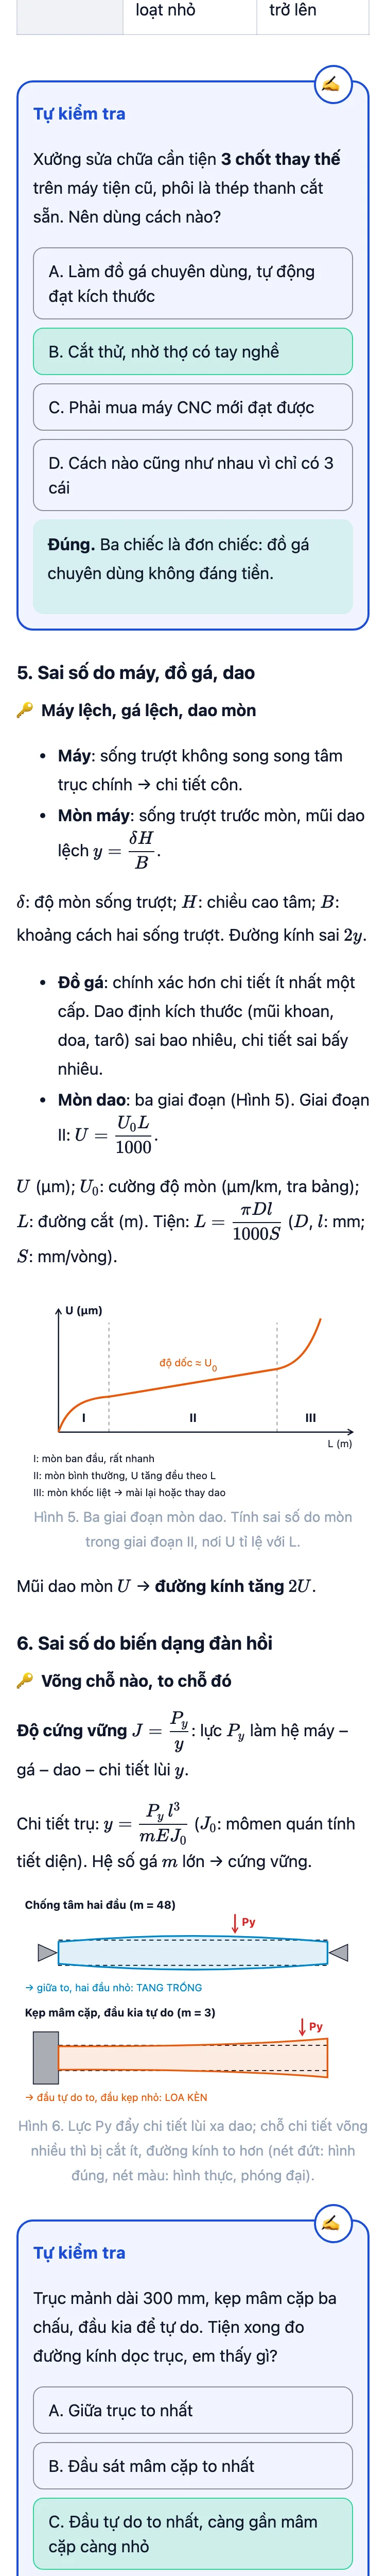 loạt nhỏ
trở lên
✍️
Tự kiểm tra
Xưởng sửa chữa cần tiện 3 chốt thay thế
trên máy tiện cũ, phôi là thép thanh cắt
sẵn. Nên dùng cách nào?
A. Làm đồ gá chuyên dùng, tự động
đạt kích thước
B. Cắt thử, nhờ thợ có tay nghề
C. Phải mua máy CNC mới đạt được
D. Cách nào cũng như nhau vì chỉ có 3
cái
Đúng. Ba chiếc là đơn chiếc: đồ gá
chuyên dùng không đáng tiền.
5. Sai số do máy, đồ gá, dao
🔑 Máy lệch, gá lệch, dao mòn
• Máy: sống trượt không song song tâm
trục chính → chi tiết côn.
• Mòn máy: sống trượt trước mòn, mũi dao
lệch y = δH/B.
δ: độ mòn sống trượt; H: chiều cao tâm; B:
khoảng cách hai sống trượt. Đường kính sai 2y.
• Đồ gá: chính xác hơn chi tiết ít nhất một
cấp. Dao định kích thước (mũi khoan,
doa, tarô) sai bao nhiêu, chi tiết sai bấy
nhiêu.
• Mòn dao: ba giai đoạn (Hình 5). Giai đoạn
II: U = U₀L/1000.
U (μm); U₀: cường độ mòn (μm/km, tra bảng);
L: đường cắt (m). Tiện: L = πDl/1000S (D, l: mm;
S: mm/vòng).
U (μm)
độ dốc ≈ U₀
I II III
L (m)
I: mòn ban đầu, rất nhanh
II: mòn bình thường, U tăng đều theo L
III: mòn khốc liệt → mài lại hoặc thay dao
Hình 5. Ba giai đoạn mòn dao. Tính sai số do mòn
trong giai đoạn II, nơi U tỉ lệ với L.
Mũi dao mòn U → đường kính tăng 2U.
6. Sai số do biến dạng đàn hồi
🔑 Võng chỗ nào, to chỗ đó
Độ cứng vững J = P_y/y: lực P_y làm hệ máy –
gá – dao – chi tiết lùi y.
Chi tiết trụ: y = P_y l³/mEJ₀ (J₀: mômen quán tính
tiết diện). Hệ số gá m lớn → cứng vững.
Chống tâm hai đầu (m = 48)
Py
→ giữa to, hai đầu nhỏ: TANG TRỐNG
Kẹp mâm cặp, đầu kia tự do (m = 3)
Py
→ đầu tự do to, đầu kẹp nhỏ: LOA KÈN
Hình 6. Lực Py đẩy chi tiết lùi xa dao; chỗ chi tiết võng
nhiều thì bị cắt ít, đường kính to hơn (nét đứt: hình
đúng, nét màu: hình thực, phóng đại).
✍️
Tự kiểm tra
Trục mảnh dài 300 mm, kẹp mâm cặp ba
chấu, đầu kia để tự do. Tiện xong đo
đường kính dọc trục, em thấy gì?
A. Giữa trục to nhất
B. Đầu sát mâm cặp to nhất
C. Đầu tự do to nhất, càng gần mâm
cặp càng nhỏ